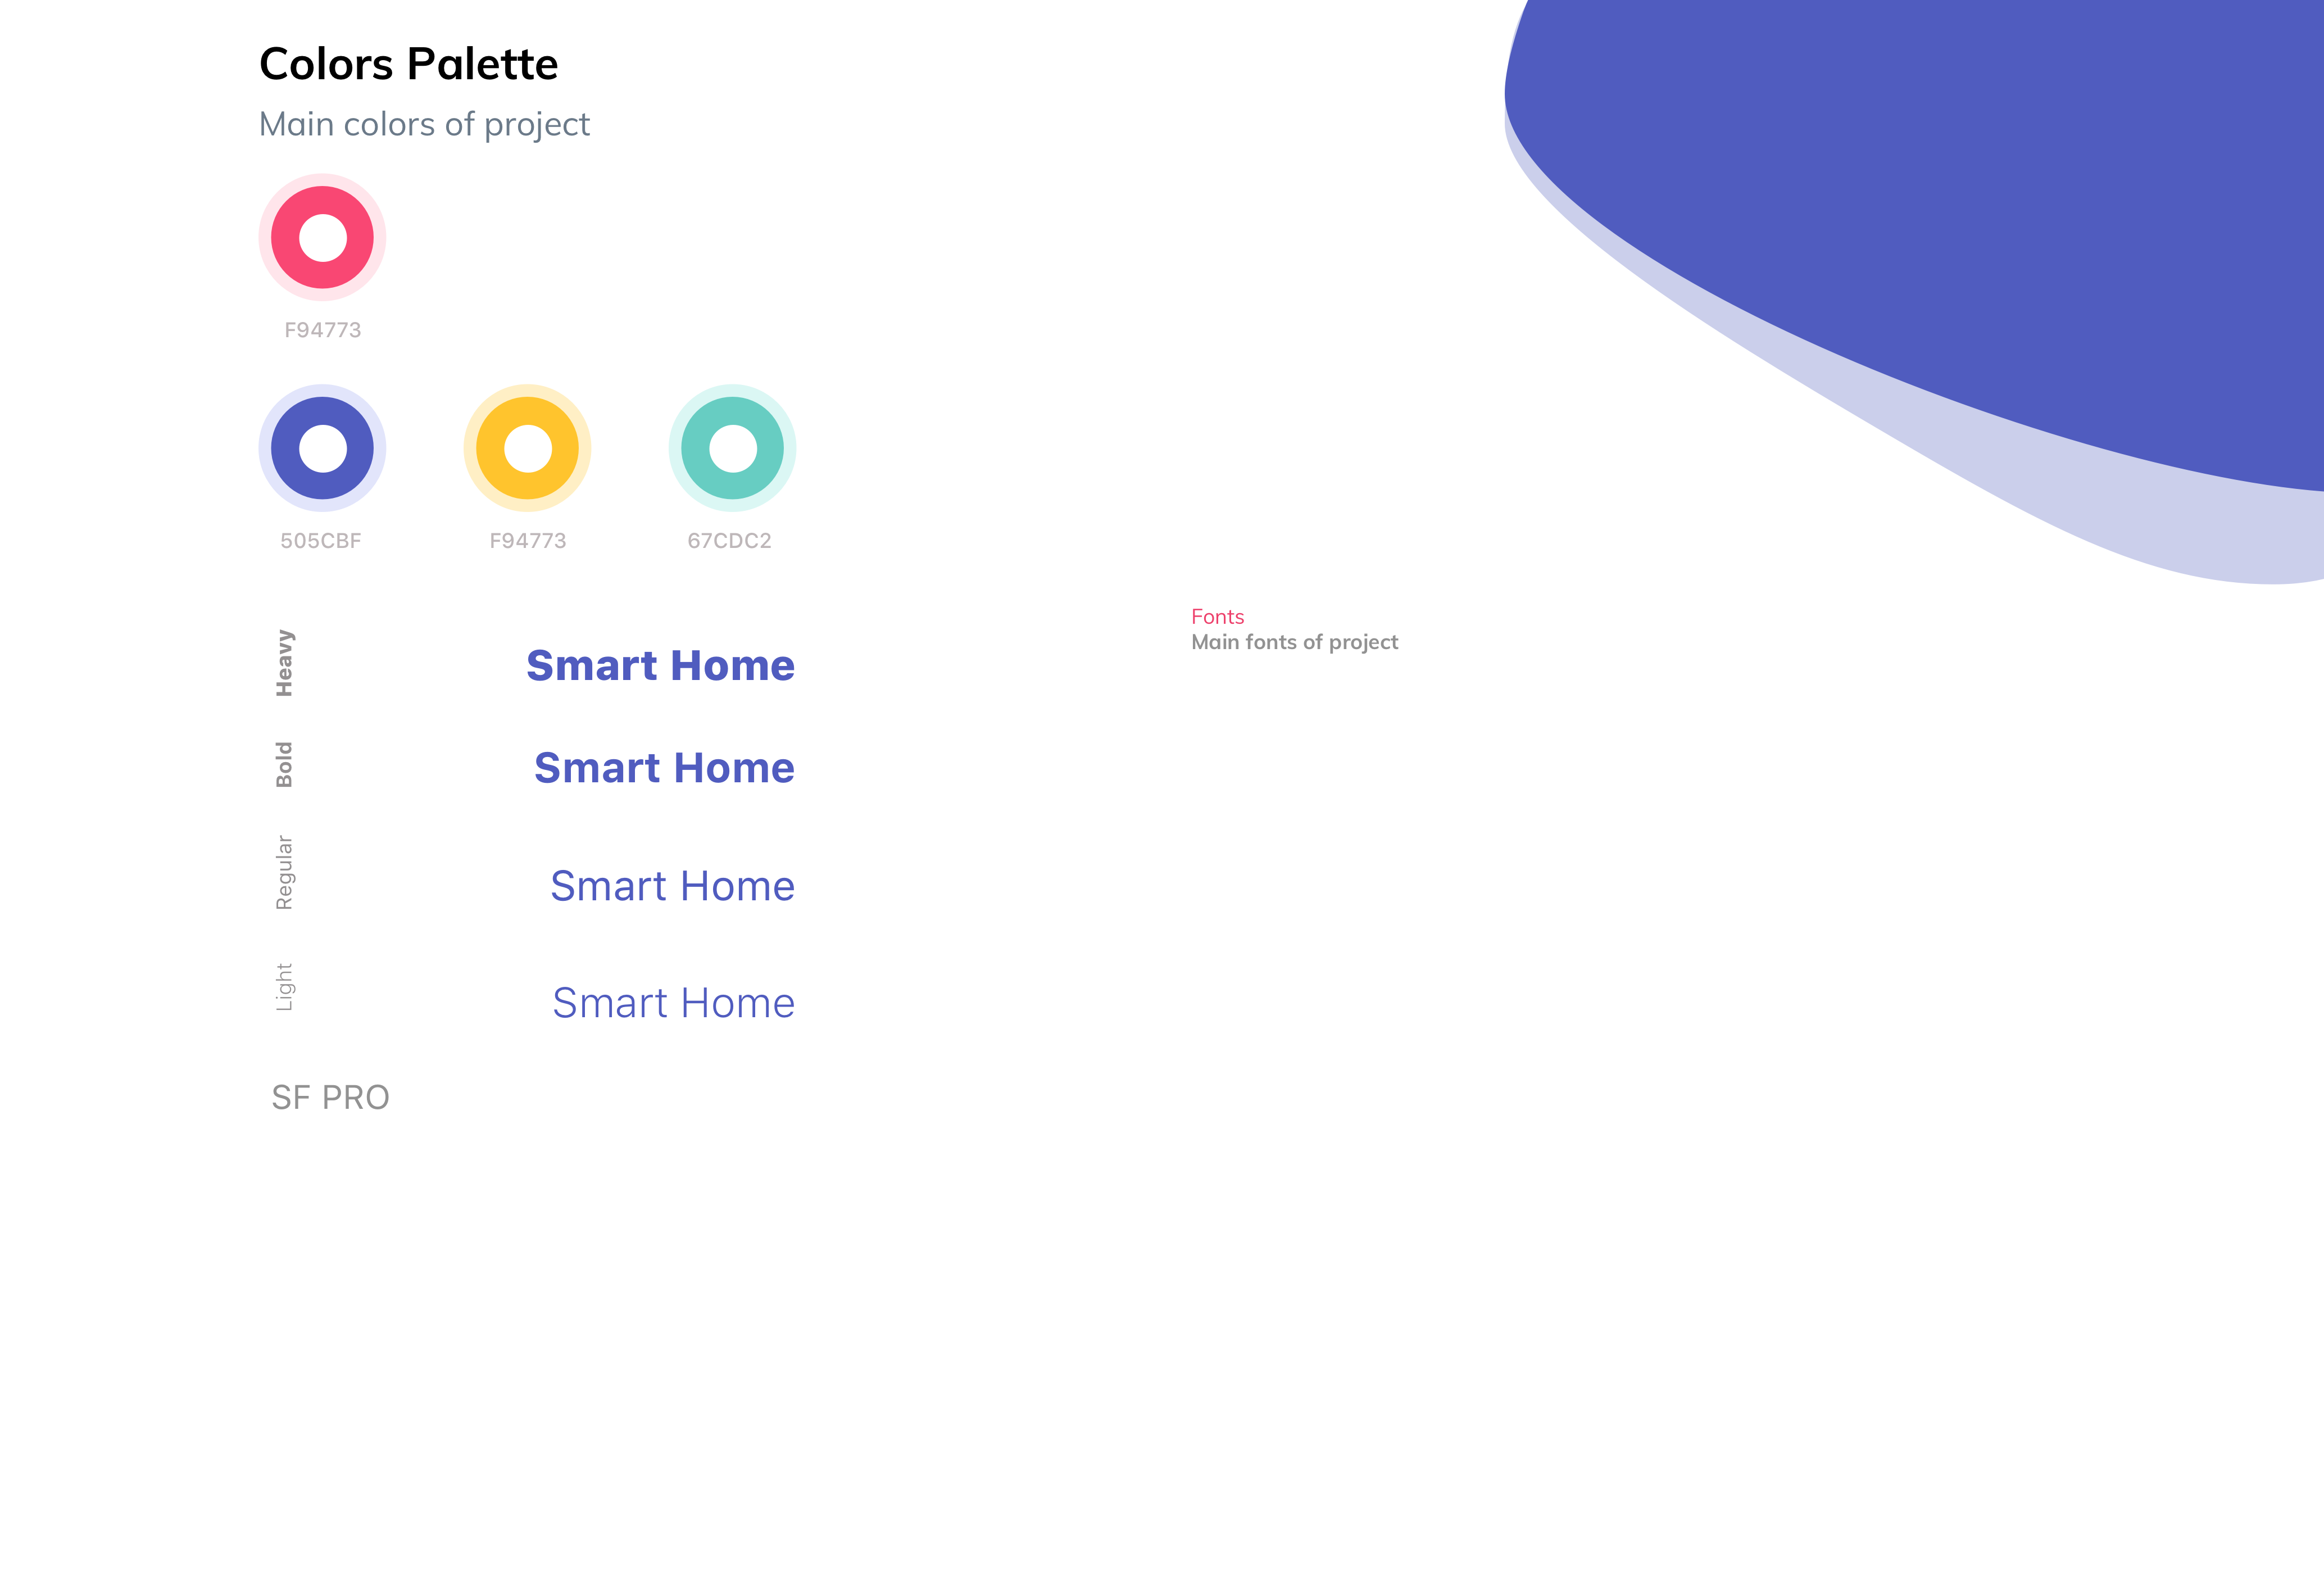 Colors Palette
Main colors of project
F94773
505CBF
F94773
67CDC2
Fonts
Main fonts of project
Heavy
Smart Home
Bold
Smart Home
Regular
Smart Home
Light
Smart Home
SF PRO